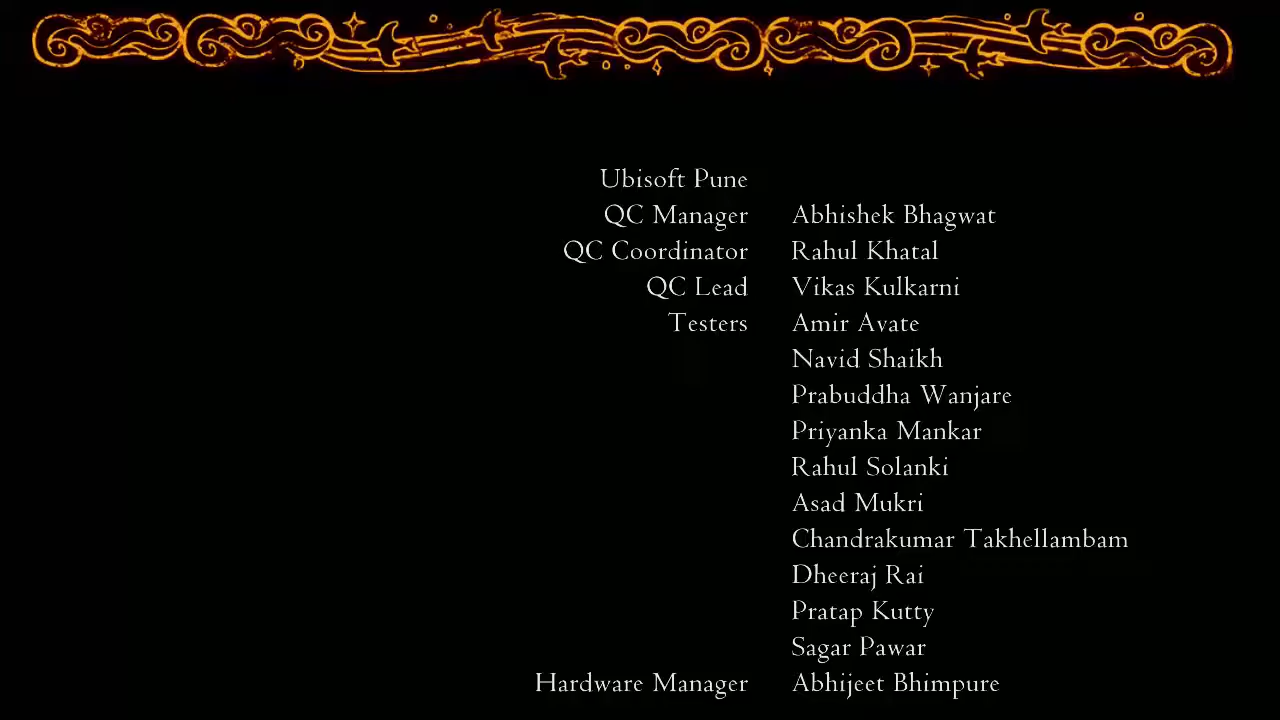 Ubisoft Pune
QC Manager Abhishek Bhagwat
QC Coordinator Rahul Khatal
QC Lead Vikas Kulkarni
Testers Amir Avate
Navid Shaikh
Prabuddha Wanjare
Priyanka Mankar
Rahul Solanki
Asad Mukri
Chandrakumar Takhellambam
Dheeraj Rai
Pratap Kutty
Sagar Pawar
Hardware Manager Abhijeet Bhimpure